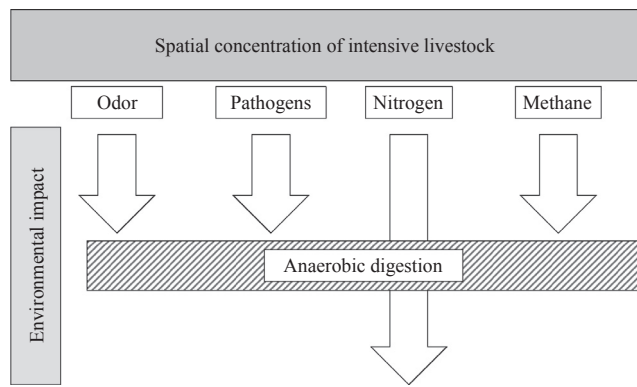 Spatial concentration of intensive livestock
Odor
Pathogens
Nitrogen
Methane
Environmental impact
Anaerobic digestion